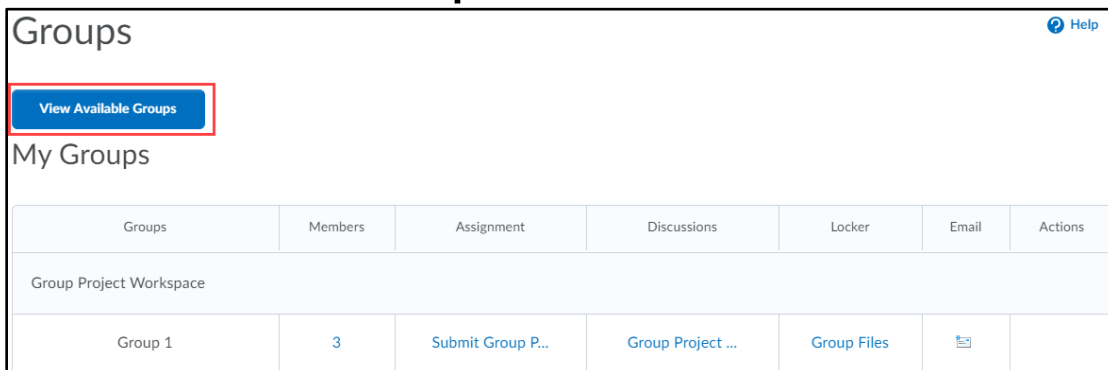 Groups
Help
View Available Groups
My Groups
Groups Members Assignment Discussions Locker Email Actions
Group Project Workspace
Group 1 3 Submit Group P... Group Project ... Group Files